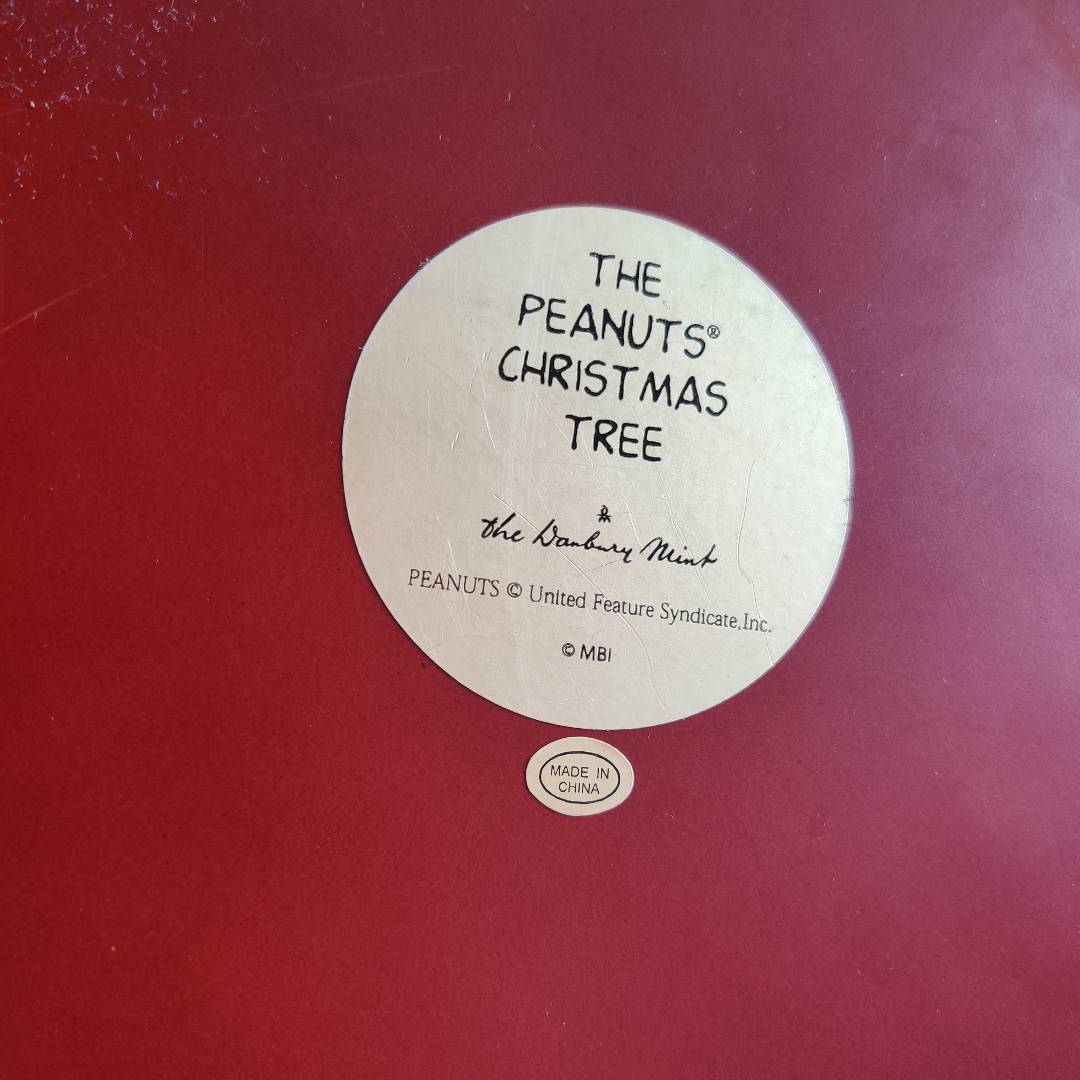 THE
PEANUTS®
CHRISTMAS
TREE
the Danbury Mint
PEANUTS © United Feature Syndicate, Inc.
© MBI
MADE IN
CHINA